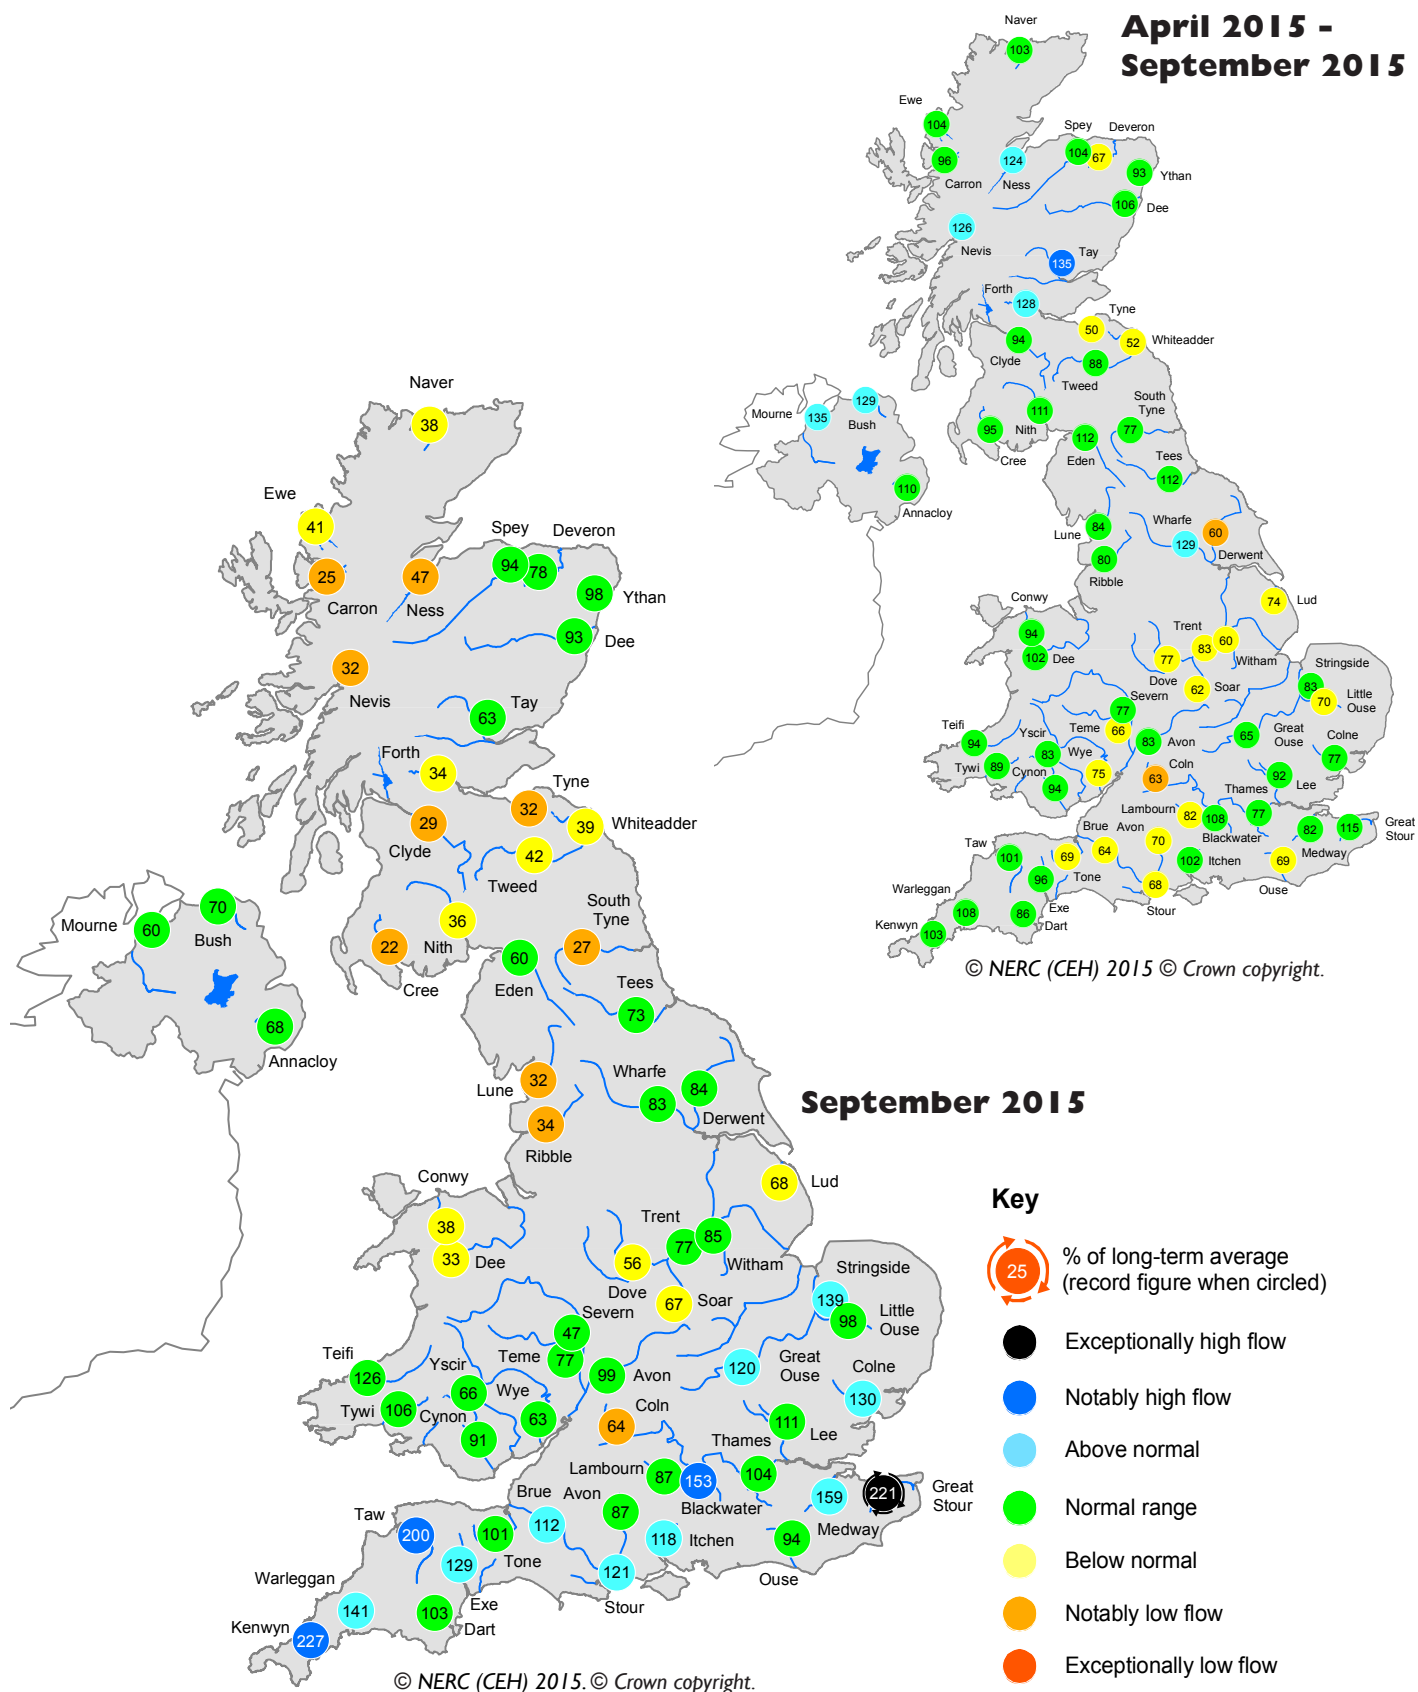 April 2015 -
September 2015
Naver
103
Ewe
104
96
Carron
124
Ness
Spey
Deveron
104
67
93
Ythan
106
Dee
126
Nevis
135
Tay
Forth
128
Tyne
50
52
Whiteadder
94
Clyde
88
Tweed
111
Nith
95
Cree
South
Tyne
77
112
Eden
Tees
112
Mourne
135
129
Bush
110
Annacloy
Lune
84
80
Ribble
Wharfe
129
60
Derwent
74
Lud
Conwy
94
102
Dee
Trent
83
60
Witham
77
Dove
62
Soar
Stringside
83
70
Little
Ouse
Severn
77
Teme
66
83
Avon
65
Great
Ouse
Colne
77
Teifi
94
Tywi
89
Yscir
83
Wye
Cynon
94
75
Coln
63
92
Lee
Thames
77
Lambourn
82
108
Blackwater
82
Medway
115
Great
Stour
Taw
101
Brue
64
Avon
70
69
Tone
102
Itchen
69
Ouse
96
Exe
68
Stour
Warleggan
108
86
Dart
Kenwyn
103
© NERC (CEH) 2015 © Crown copyright.
Naver
38
Ewe
41
25
Carron
47
Ness
Spey
Deveron
94
78
98
Ythan
93
Dee
32
Nevis
63
Tay
Forth
34
Tyne
32
39
Whiteadder
29
Clyde
42
Tweed
36
Nith
22
Cree
South
Tyne
27
60
Eden
Tees
73
Mourne
60
70
Bush
68
Annacloy
Lune
32
34
Ribble
Wharfe
83
84
Derwent
September 2015
68
Lud
Conwy
38
33
Dee
Trent
77
85
Witham
56
Dove
67
Soar
Stringside
139
98
Little
Ouse
Severn
47
Teme
77
99
Avon
120
Great
Ouse
Colne
130
Teifi
126
Tywi
106
Yscir
66
Wye
Cynon
91
63
Coln
64
111
Lee
Thames
104
Lambourn
87
153
Blackwater
159
Medway
221
Great
Stour
Taw
200
Brue
112
Avon
87
101
Tone
118
Itchen
94
Ouse
129
Exe
121
Stour
Warleggan
141
103
Dart
Kenwyn
227
© NERC (CEH) 2015. © Crown copyright.
Key
25
% of long-term average
(record figure when circled)
Exceptionally high flow
Notably high flow
Above normal
Normal range
Below normal
Notably low flow
Exceptionally low flow